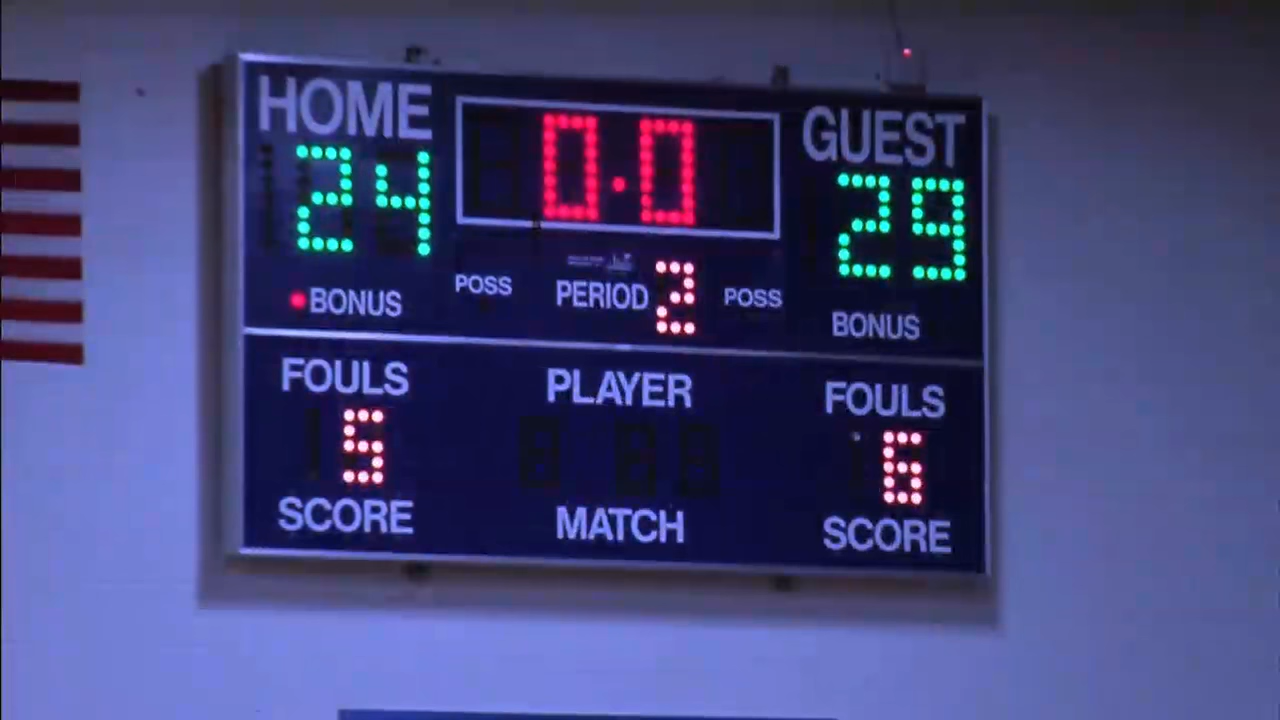 HOME
GUEST
24
0.0
29
POSS
PERIOD 2
POSS
BONUS
BONUS
FOULS
PLAYER
FOULS
5
6
SCORE
MATCH
SCORE